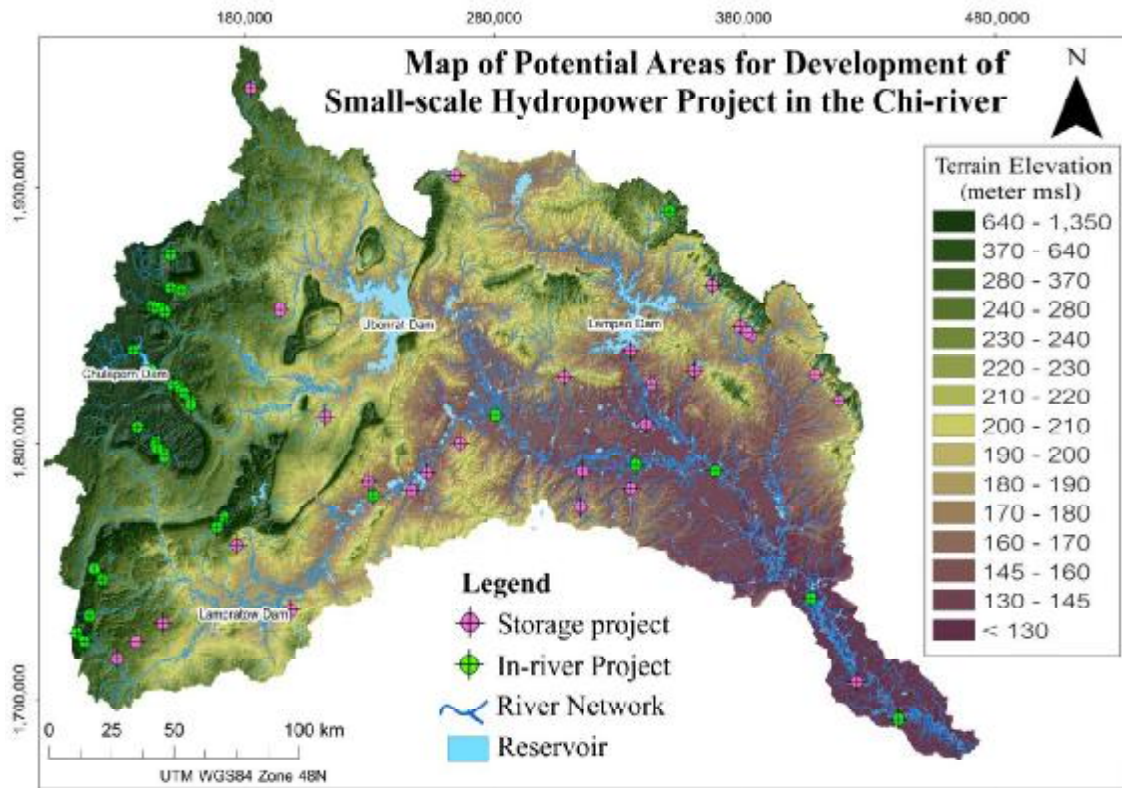 180,000
280,000
380,000
480,000
Map of Potential Areas for Development of
Small-scale Hydropower Project in the Chi-river
N
1,900,000
1,800,000
1,700,000
Terrain Elevation
(meter msl)
640 - 1,350
370 - 640
280 - 370
240 - 280
230 - 240
220 - 230
210 - 220
200 - 210
190 - 200
180 - 190
170 - 180
160 - 170
145 - 160
130 - 145
< 130
Ubonrat Dam
Lampao Dam
Chulaporn Dam
Lampratow Dam
Legend
Storage project
In-river Project
River Network
Reservoir
0 25 50 100 km
UTM WGS84 Zone 48N